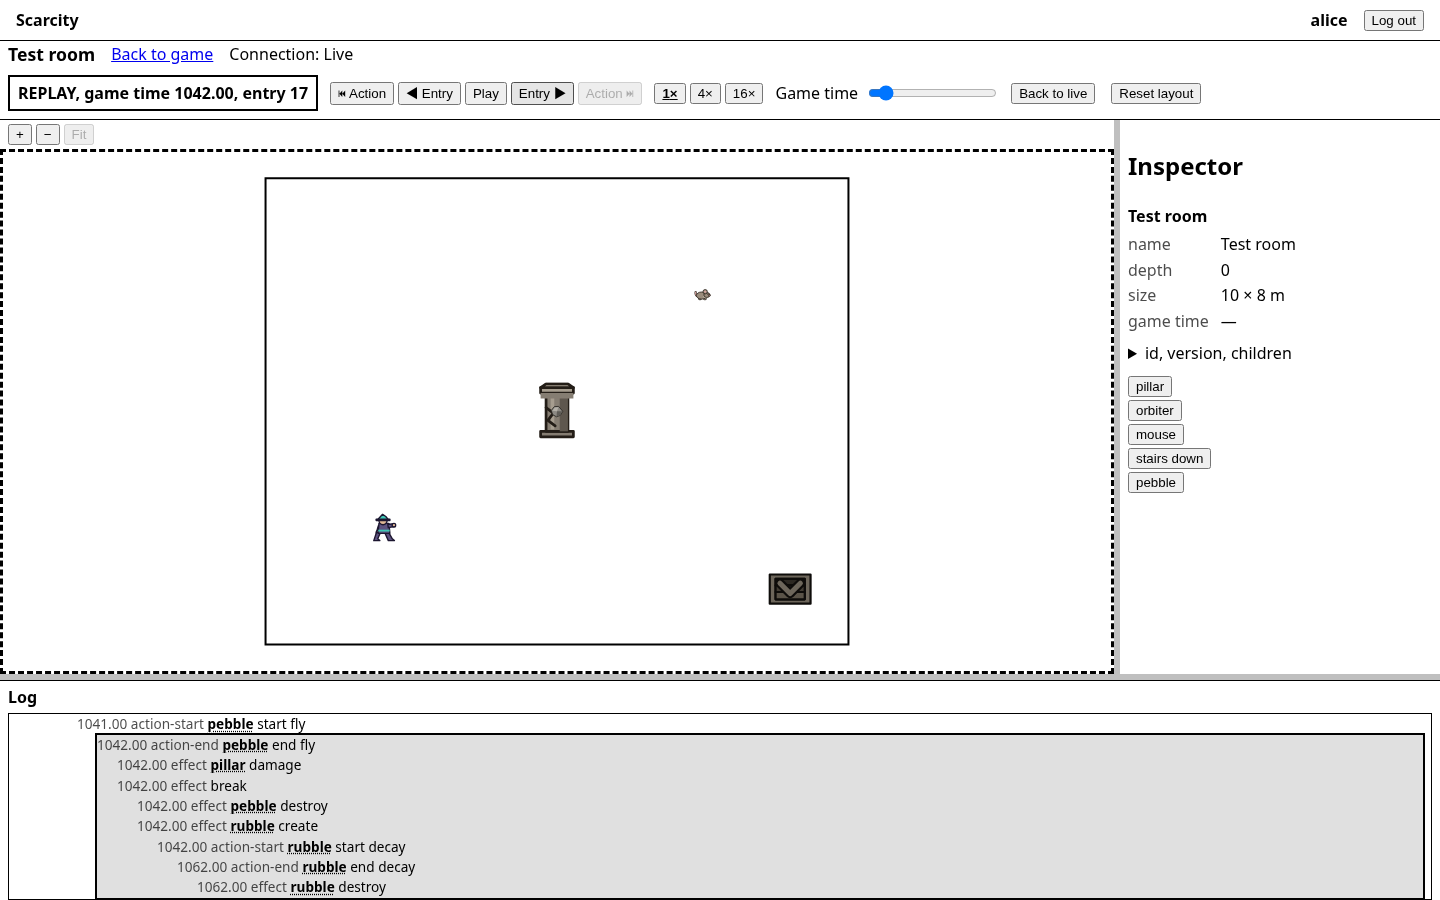 Scarcity
alice
Log out
Test room
Back to game
Connection: Live
REPLAY, game time 1042.00, entry 17
⏮ Action
◀ Entry
Play
Entry ▶
Action ⏭
1×
4×
16×
Game time
Back to live
Reset layout
+
−
Fit
Inspector
Test room
name Test room
depth 0
size 10 × 8 m
game time —
▶ id, version, children
pillar
orbiter
mouse
stairs down
pebble
Log
1041.00 action-start pebble start fly
1042.00 action-end pebble end fly
1042.00 effect pillar damage
1042.00 effect break
1042.00 effect pebble destroy
1042.00 effect rubble create
1042.00 action-start rubble start decay
1062.00 action-end rubble end decay
1062.00 effect rubble destroy